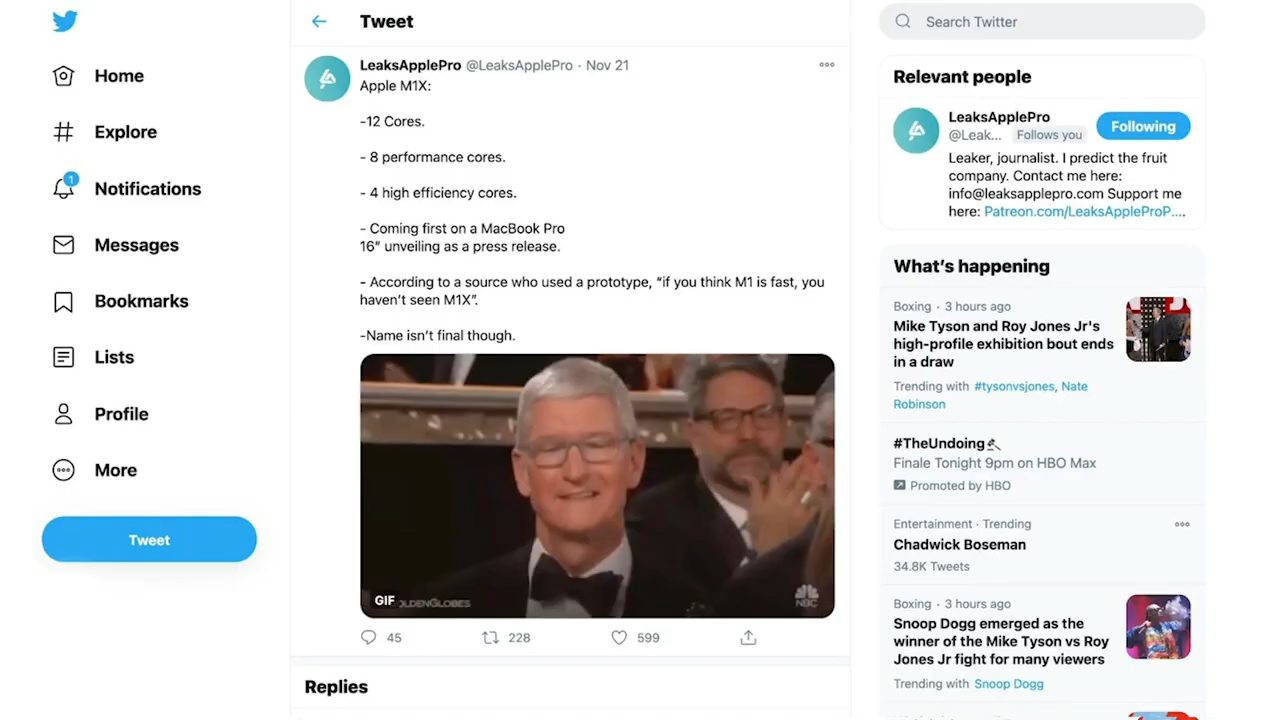 Home
Explore
1
Notifications
Messages
Bookmarks
Lists
Profile
More
Tweet
Tweet
LeaksApplePro @LeaksApplePro · Nov 21
Apple M1X:
-12 Cores.
- 8 performance cores.
- 4 high efficiency cores.
- Coming first on a MacBook Pro
16” unveiling as a press release.
- According to a source who used a prototype, “if you think M1 is fast, you
haven’t seen M1X”.
-Name isn’t final though.
GIF
OLDENGLOBES
NBC
45
228
599
Replies
Search Twitter
Relevant people
LeaksApplePro
@Leak... Follows you
Following
Leaker, journalist. I predict the fruit
company. Contact me here:
info@leaksapplepro.com Support me
here: Patreon.com/LeaksAppleProP....
What’s happening
Boxing · 3 hours ago
Mike Tyson and Roy Jones Jr's
high-profile exhibition bout ends
in a draw
Trending with #tysonvsjones, Nate
Robinson
#TheUndoing
Finale Tonight 9pm on HBO Max
Promoted by HBO
Entertainment · Trending
Chadwick Boseman
34.8K Tweets
Boxing · 3 hours ago
Snoop Dogg emerged as the
winner of the Mike Tyson vs Roy
Jones Jr fight for many viewers
Trending with Snoop Dogg